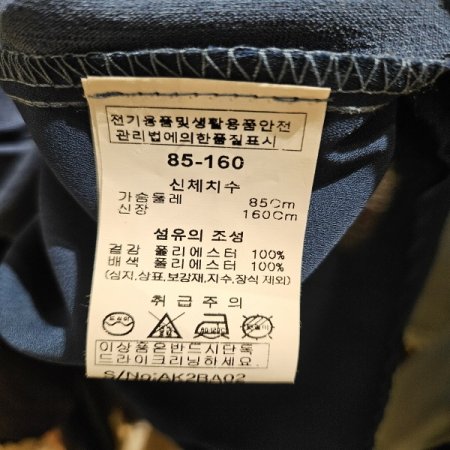 전기용품및생활용품안전
관리법에의한품질표시
85-160
신체치수
가슴둘레 85Cm
신장 160Cm
섬유의 조성
겉감 폴리에스터 100%
배색 폴리에스터 100%
(심지,상표,보강재,자수,장식 제외)
취급주의
이상품은반드시단독
드라이크리닝하세요.
S/No:AK2BA02